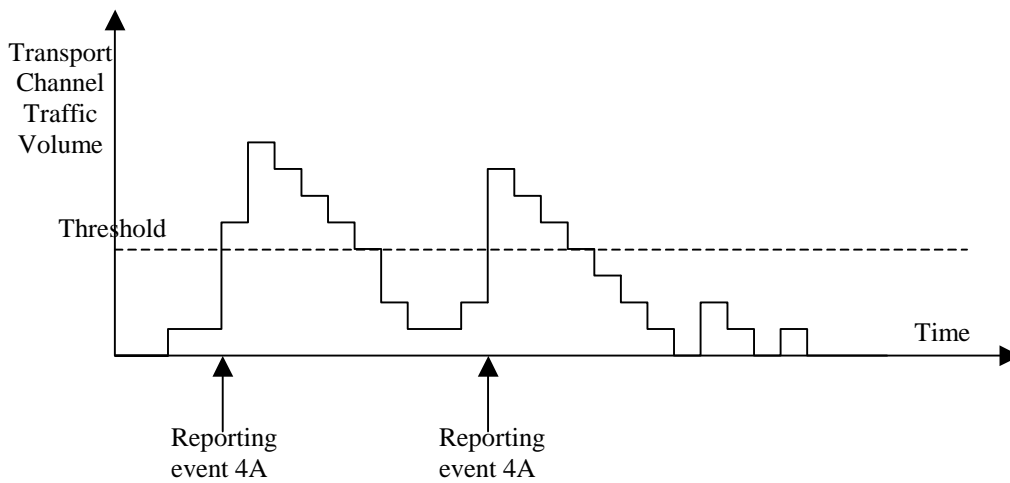 Transport
Channel
Traffic
Volume
Threshold
Time
Reporting
event 4A
Reporting
event 4A